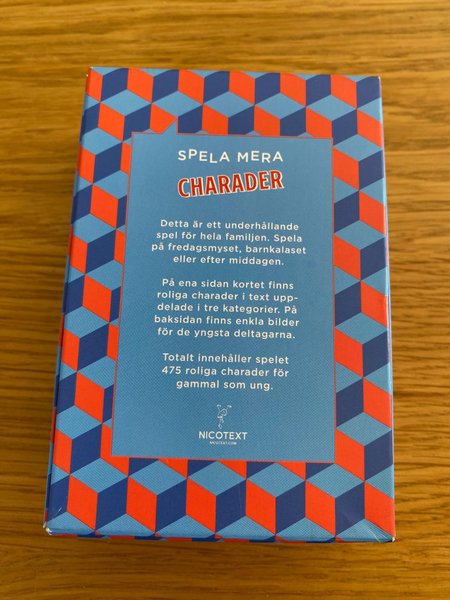 SPELA MERA
CHARADER
Detta är ett underhållande
spel för hela familjen. Spela
på fredagsmyset, barnkalaset
eller efter middagen.
På ena sidan kortet finns
roliga charader i text upp-
delade i tre kategorier. På
baksidan finns enkla bilder
för de yngsta deltagarna.
Totalt innehåller spelet
475 roliga charader för
gammal som ung.
NICOTEXT
NICOTEXT.COM